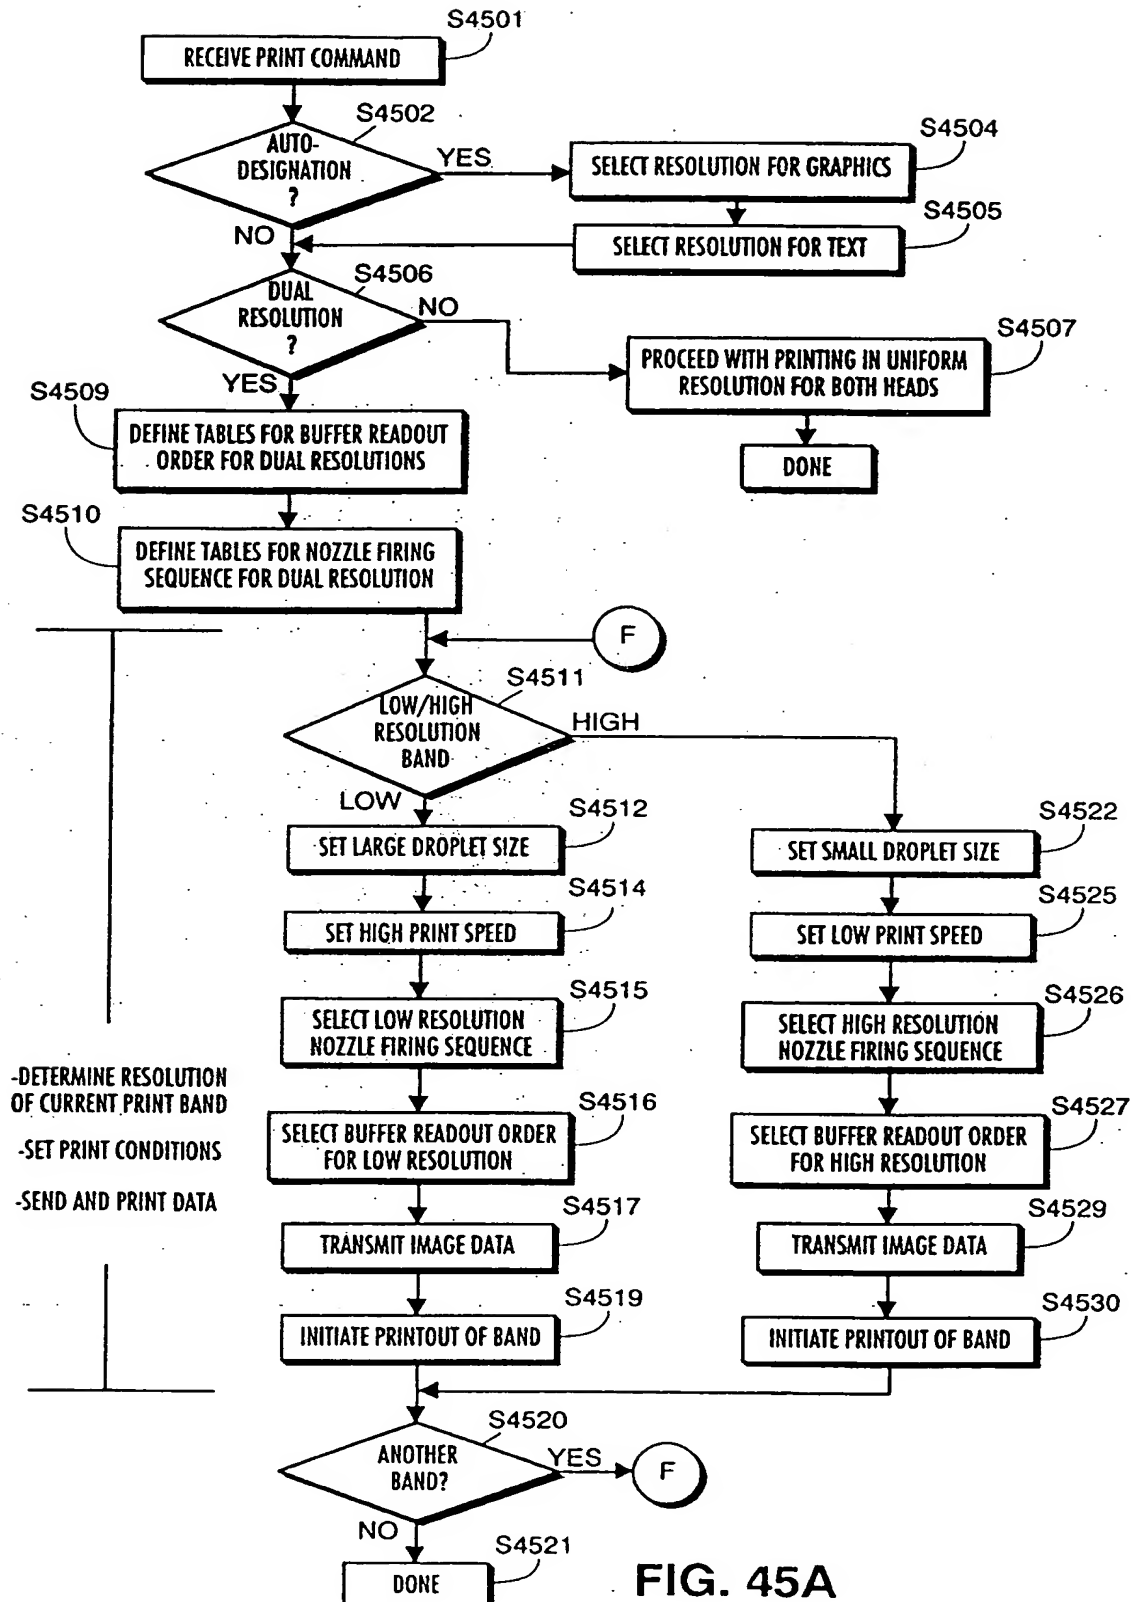 S4501
RECEIVE PRINT COMMAND
S4502
AUTO-
DESIGNATION
?
YES
NO
S4504
SELECT RESOLUTION FOR GRAPHICS
S4505
SELECT RESOLUTION FOR TEXT
S4506
DUAL
RESOLUTION
?
NO
YES
S4507
PROCEED WITH PRINTING IN UNIFORM
RESOLUTION FOR BOTH HEADS
DONE
S4509
DEFINE TABLES FOR BUFFER READOUT
ORDER FOR DUAL RESOLUTIONS
S4510
DEFINE TABLES FOR NOZZLE FIRING
SEQUENCE FOR DUAL RESOLUTION
F
S4511
LOW/HIGH
RESOLUTION
BAND
HIGH
LOW
S4512
SET LARGE DROPLET SIZE
S4514
SET HIGH PRINT SPEED
S4515
SELECT LOW RESOLUTION
NOZZLE FIRING SEQUENCE
S4516
SELECT BUFFER READOUT ORDER
FOR LOW RESOLUTION
S4517
TRANSMIT IMAGE DATA
S4519
INITIATE PRINTOUT OF BAND
S4522
SET SMALL DROPLET SIZE
S4525
SET LOW PRINT SPEED
S4526
SELECT HIGH RESOLUTION
NOZZLE FIRING SEQUENCE
S4527
SELECT BUFFER READOUT ORDER
FOR HIGH RESOLUTION
S4529
TRANSMIT IMAGE DATA
S4530
INITIATE PRINTOUT OF BAND
-DETERMINE RESOLUTION
OF CURRENT PRINT BAND
-SET PRINT CONDITIONS
-SEND AND PRINT DATA
S4520
ANOTHER
BAND?
YES
F
NO
S4521
DONE
FIG. 45A